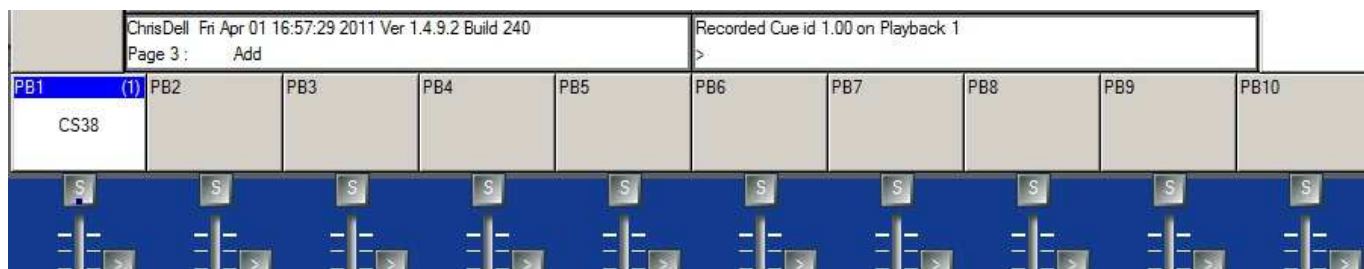 ChrisDell Fri Apr 01 16:57:29 2011 Ver 1.4.9.2 Build 240
Page 3 : Add
Recorded Cue id 1.00 on Playback 1
>
PB1 (1) PB2 PB3 PB4 PB5 PB6 PB7 PB8 PB9 PB10
CS38
S S S S S S S S S S
> > > > > > > > > >